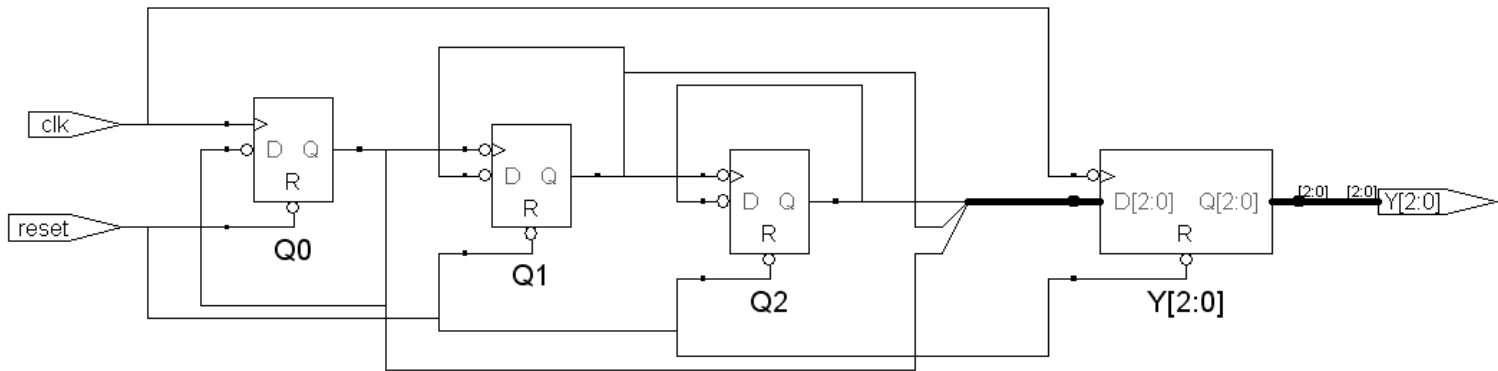 clk
reset
D Q
R
Q0
D Q
R
Q1
D Q
R
Q2
D[2:0] Q[2:0]
R
Y[2:0]
[2:0] [2:0]
Y[2:0]